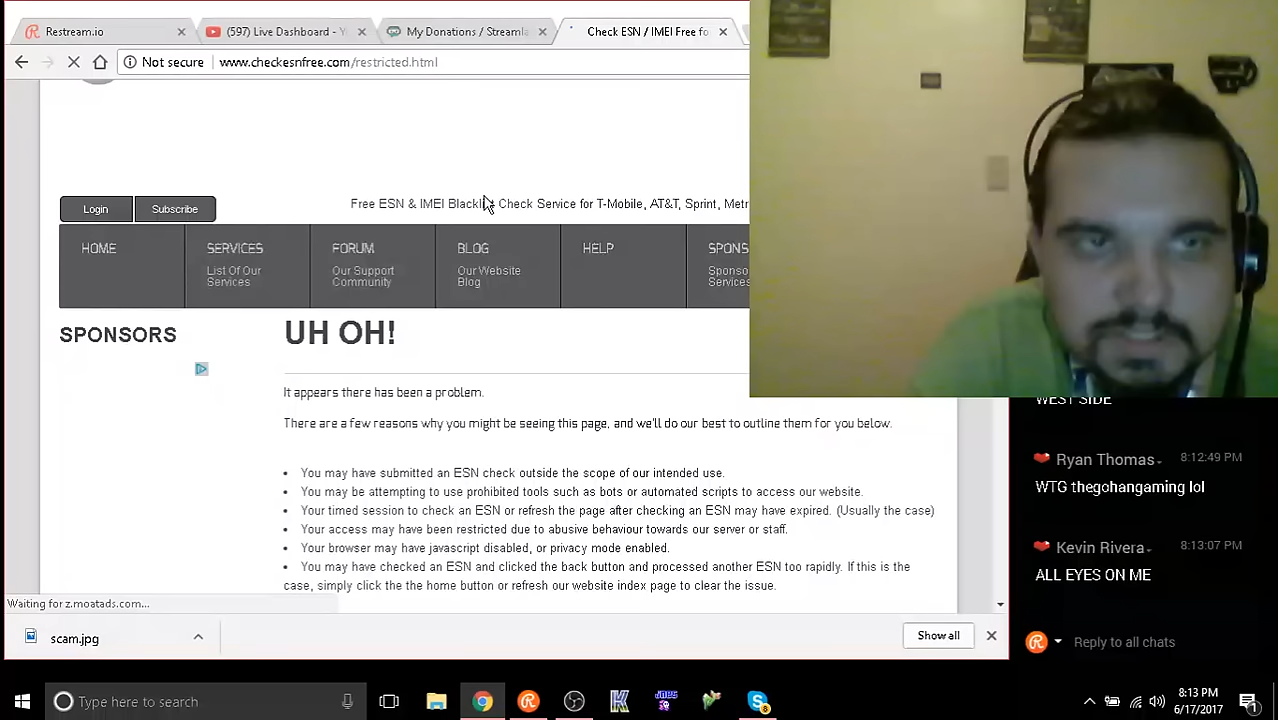 Restream.io
(597) Live Dashboard - Y
My Donations / Streamla
Check ESN / IMEI Free fo
Not secure www.checkesnfree.com/restricted.html
Login Subscribe
Free ESN & IMEI Blacklist Check Service for T-Mobile, AT&T, Sprint, Metr
HOME
SERVICES
List Of Our
Services
FORUM
Our Support
Community
BLOG
Our Website
Blog
HELP
SPONS
Sponso
Services
SPONSORS
UH OH!
It appears there has been a problem.
There are a few reasons why you might be seeing this page, and we'll do our best to outline them for you below.
• You may have submitted an ESN check outside the scope of our intended use.
• You may be attempting to use prohibited tools such as bots or automated scripts to access our website.
• Your timed session to check an ESN or refresh the page after checking an ESN may have expired. (Usually the case)
• Your access may have been restricted due to abusive behaviour towards our server or staff.
• Your browser may have javascript disabled, or privacy mode enabled.
• You may have checked an ESN and clicked the back button and processed another ESN too rapidly. If this is the
case, simply click the the home button or refresh our website index page to clear the issue.
Waiting for z.moatads.com...
scam.jpg
Show all
WEST SIDE
Ryan Thomas 8:12:49 PM
WTG thegohangaming lol
Kevin Rivera 8:13:07 PM
ALL EYES ON ME
Reply to all chats
Type here to search
8:13 PM
6/17/2017